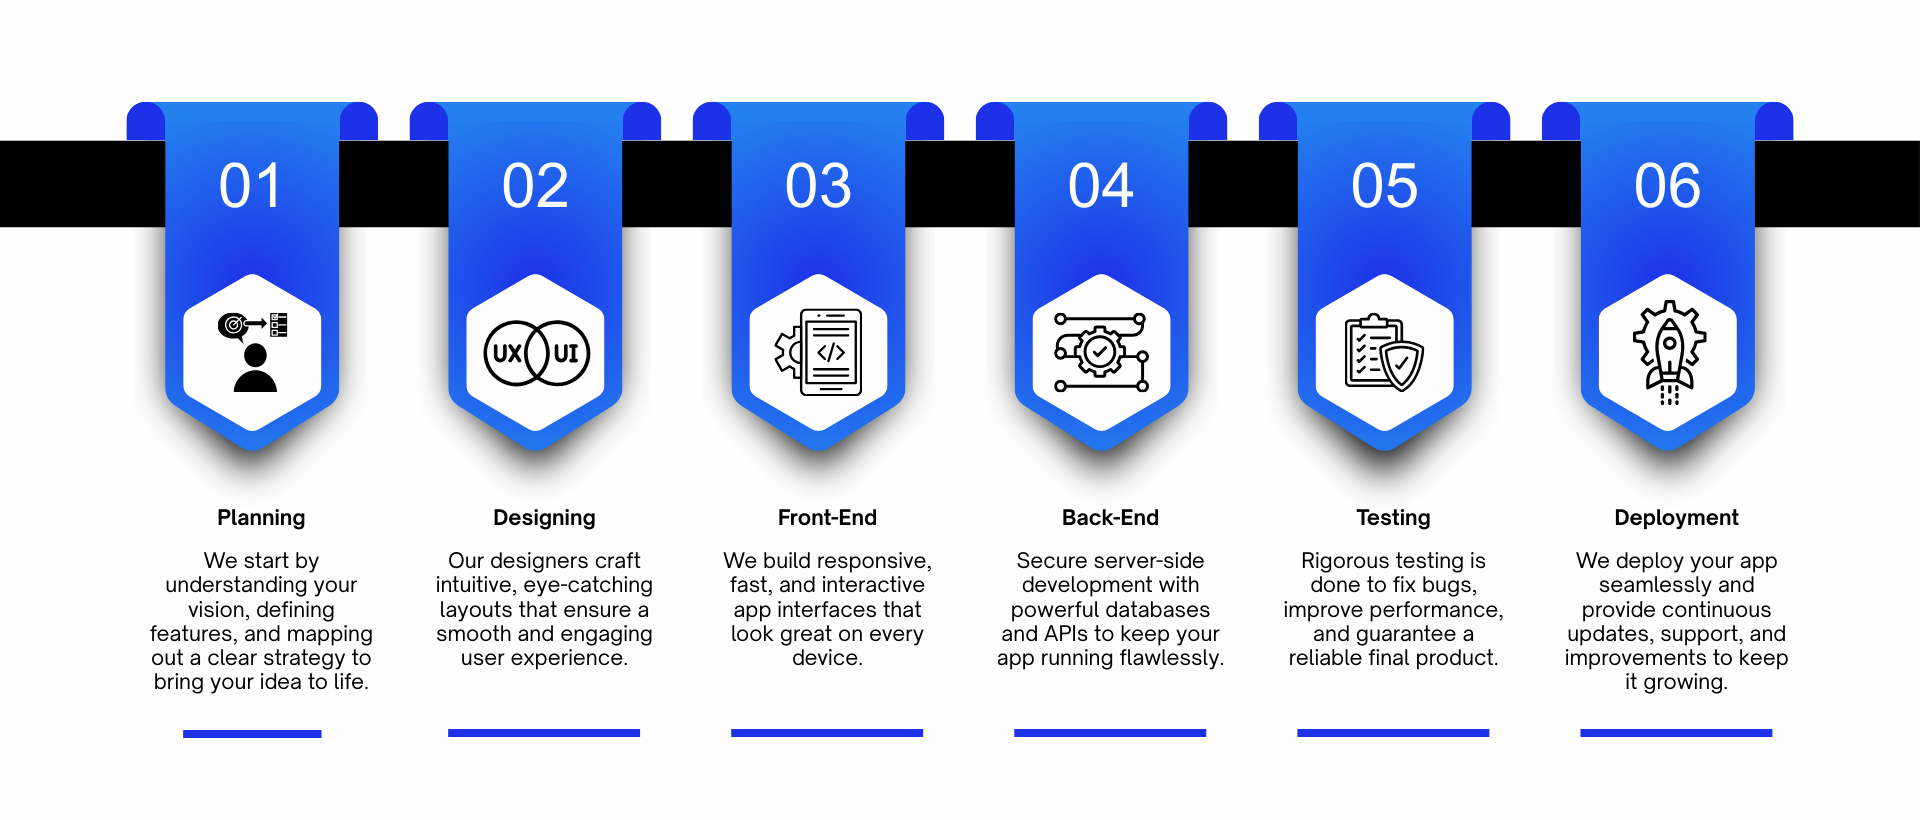 01
02
03
04
05
06
UX UI
</>
Planning
We start by
understanding your
vision, defining
features, and mapping
out a clear strategy to
bring your idea to life.
Designing
Our designers craft
intuitive, eye-catching
layouts that ensure a
smooth and engaging
user experience.
Front-End
We build responsive,
fast, and interactive
app interfaces that
look great on every
device.
Back-End
Secure server-side
development with
powerful databases
and APIs to keep your
app running flawlessly.
Testing
Rigorous testing is
done to fix bugs,
improve performance,
and guarantee a
reliable final product.
Deployment
We deploy your app
seamlessly and
provide continuous
updates, support, and
improvements to keep
it growing.